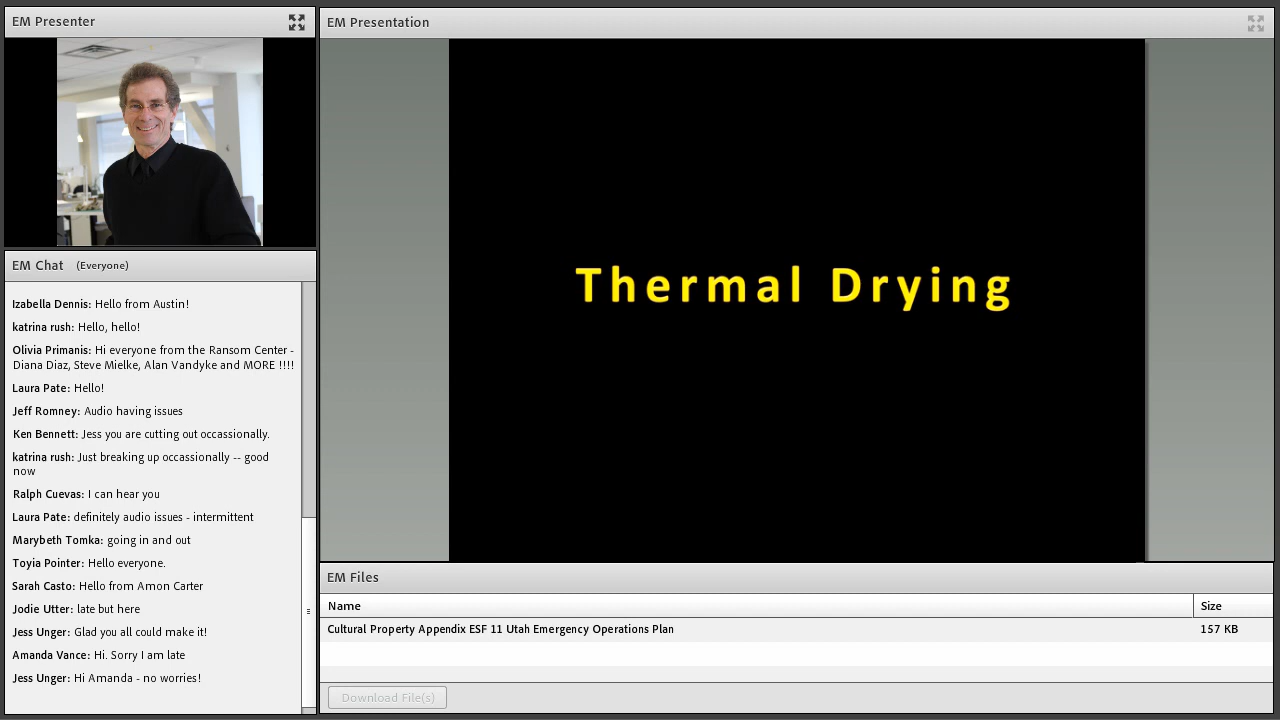 EM Presenter
EM Presentation
Thermal Drying
EM Chat (Everyone)
Izabella Dennis: Hello from Austin!
katrina rush: Hello, hello!
Olivia Primanis: Hi everyone from the Ransom Center -
Diana Diaz, Steve Mielke, Alan Vandyke and MORE !!!!
Laura Pate: Hello!
Jeff Romney: Audio having issues
Ken Bennett: Jess you are cutting out occassionally.
katrina rush: Just breaking up occassionally -- good
now
Ralph Cuevas: I can hear you
Laura Pate: definitely audio issues - intermittent
Marybeth Tomka: going in and out
Toyia Pointer: Hello everyone.
Sarah Casto: Hello from Amon Carter
Jodie Utter: late but here
Jess Unger: Glad you all could make it!
Amanda Vance: Hi. Sorry I am late
Jess Unger: Hi Amanda - no worries!
EM Files
Name Size
Cultural Property Appendix ESF 11 Utah Emergency Operations Plan 157 KB
Download File(s)